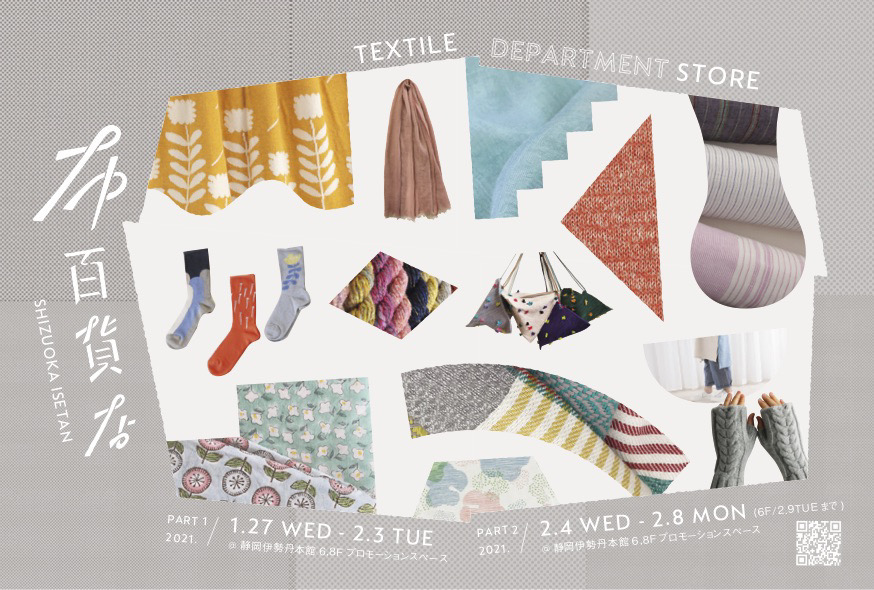 TEXTILE DEPARTMENT STORE
布百貨店
SHIZUOKA ISETAN
PART 1
2021.
1.27 WED - 2.3 TUE
@ 静岡伊勢丹本館 6,8F プロモーションスペース
PART 2
2021.
2.4 WED - 2.8 MON (6F/2.9TUEまで)
@ 静岡伊勢丹本館 6,8F プロモーションスペース